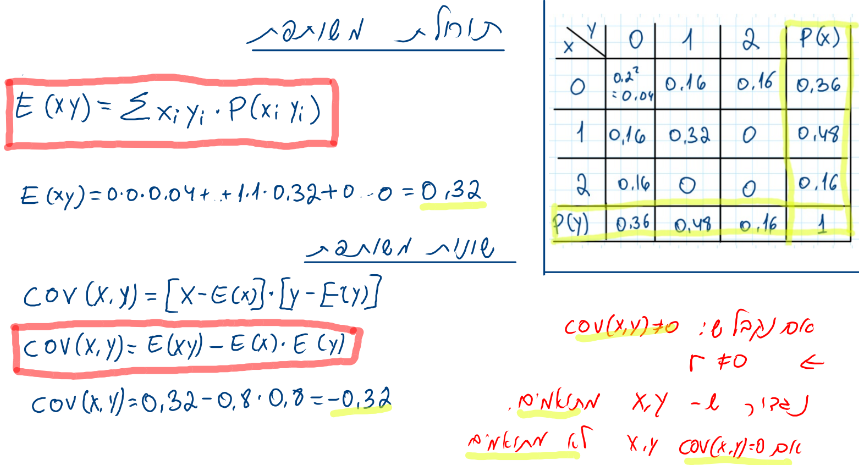 תוחלת משותפת
E(xy) = Σ xᵢ yᵢ · P(xᵢ yᵢ)
E(xy) = 0·0·0.04+ ·+1·1·0.32+0 ··0 = 0,32
שונות משותפת
COV(x,y) = [x-E(x)]·[y-E(y)]
COV(x,y) = E(xy) - E(x)·E(y)
COV(x,y) = 0,32 - 0,8·0,8 = -0,32
X Y 0 1 2 P(x)
0 0.2² = 0.04 0,16 0,16 0,36
1 0,16 0,32 0 0,48
2 0,16 0 0 0,16
P(y) 0,36 0,48 0,16 1
אם נקבל ש: COV(x,y)≠0
← r ≠0
נגדיר ש- x,y מתואמים.
אם COV(x,y)=0 x,y לא מתואמים